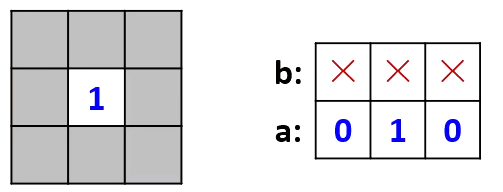 1
b: × × ×
a: 0 1 0